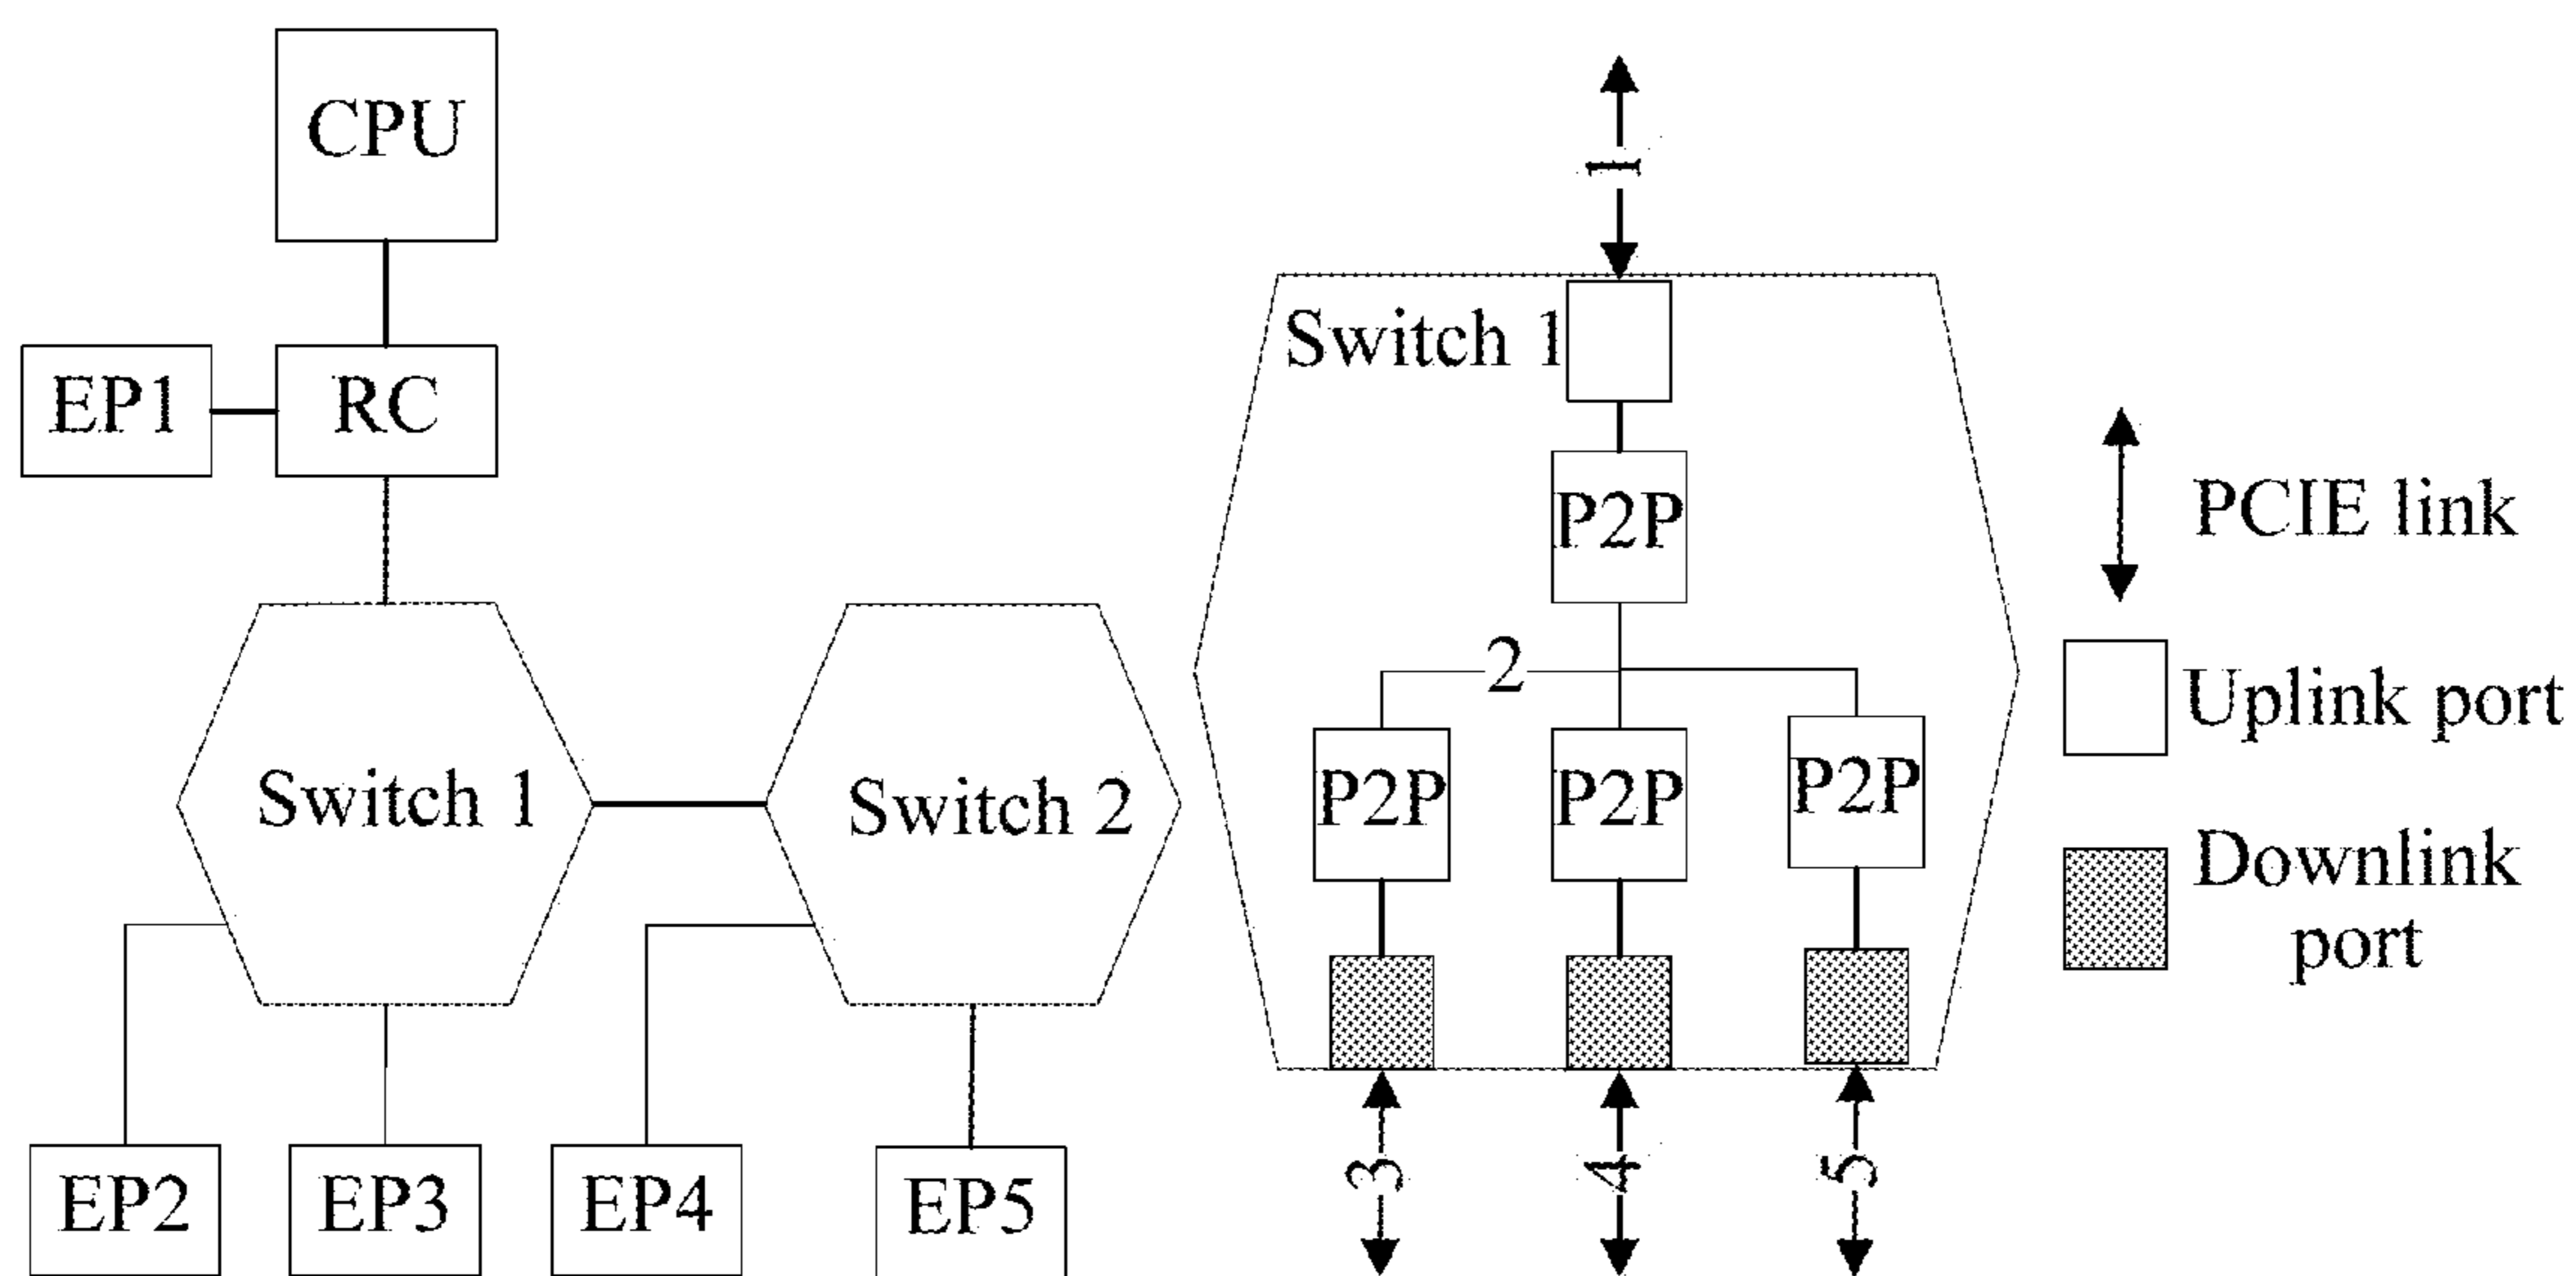 CPU
EP1
RC
Switch 1
Switch 2
EP2
EP3
EP4
EP5
1
Switch 1
P2P
2
P2P
P2P
P2P
3
4
5
PCIE link
Uplink port
Downlink
port